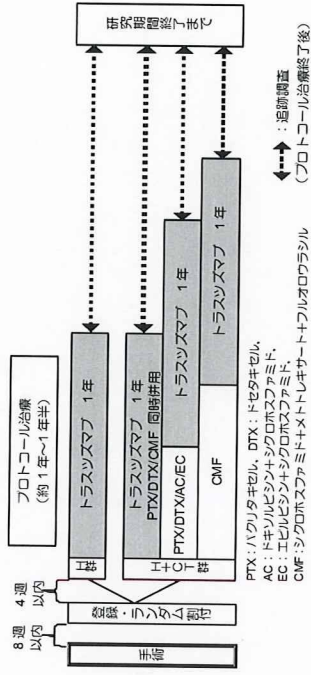 手術
8週
以内
登録・ランダム割付
4週
以内
プロトコール治療
(約1年～1年半)
H群
トラスツズマブ 1年
H+CT群
トラスツズマブ 1年
PTX/DTX/CMF 同時併用
PTX/DTX/AC/EC
トラスツズマブ 1年
CMF
トラスツズマブ 1年
研究期間終了まで
PTX:パクリタキセル, DTX:ドセタキセル,
AC:ドキソルビシン+シクロホスファミド,
EC:エピルビシン+シクロホスファミド,
CMF:シクロホスファミド+メトトレキサート+フルオロウラシル
:追跡調査
(プロトコール治療終了後)